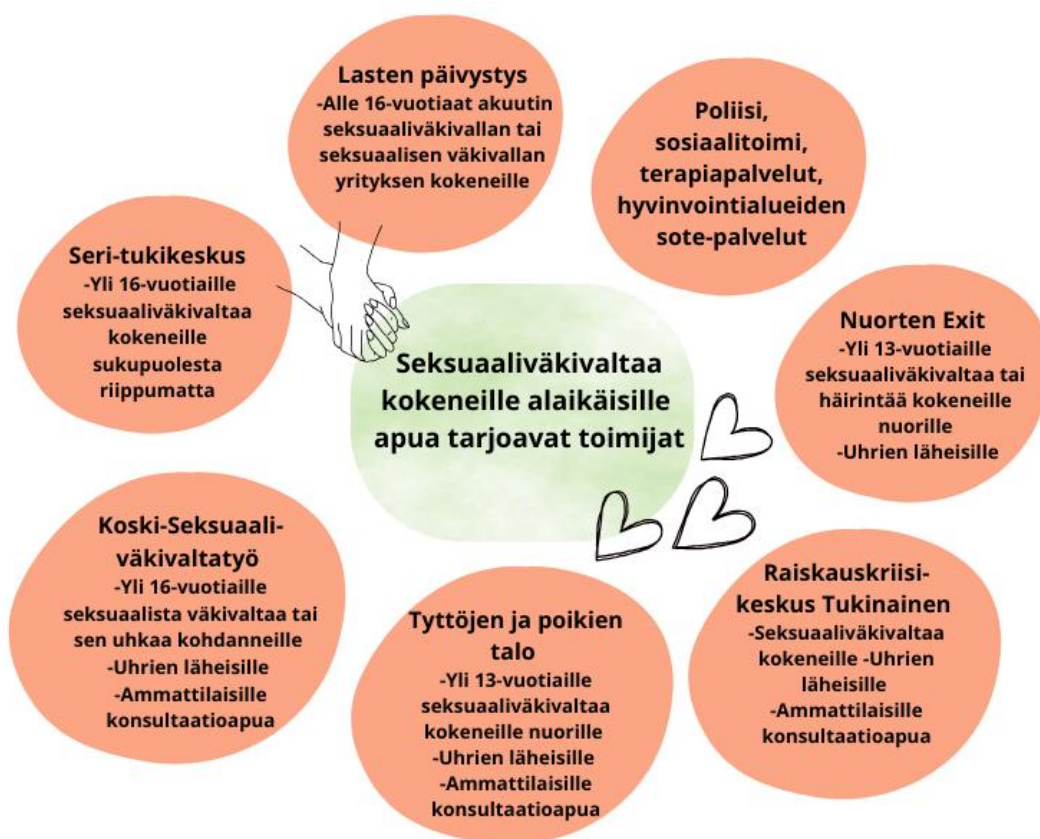 Lasten päivystys
-Alle 16-vuotiaat akuutin
seksuaaliväkivallan tai
seksuaalisen väkivallan
yrityksen kokeneille
Poliisi,
sosiaalitoimi,
terapiapalvelut,
hyvinvointialueiden
sote-palvelut
Seri-tukikeskus
-Yli 16-vuotiaille
seksuaaliväkivaltaa
kokeneille
sukupuolesta
riippumatta
Nuorten Exit
-Yli 13-vuotiaille
seksuaaliväkivaltaa tai
häirintää kokeneille
nuorille
-Uhrien läheisille
Seksuaaliväkivaltaa
kokeneille alaikäisille
apua tarjoavat toimijat
Koski-Seksuaali-
väkivaltatyö
-Yli 16-vuotiaille
seksuaalista väkivaltaa tai
sen uhkaa kohdanneille
-Uhrien läheisille
-Ammattilaisille
konsultaatioapua
Tyttöjen ja poikien
talo
-Yli 13-vuotiaille
seksuaaliväkivaltaa
kokeneille nuorille
-Uhrien läheisille
-Ammattilaisille
konsultaatioapua
Raiskauskriisi-
keskus Tukinainen
-Seksuaaliväkivaltaa
kokeneille -Uhrien
läheisille
-Ammattilaisille
konsultaatioapua